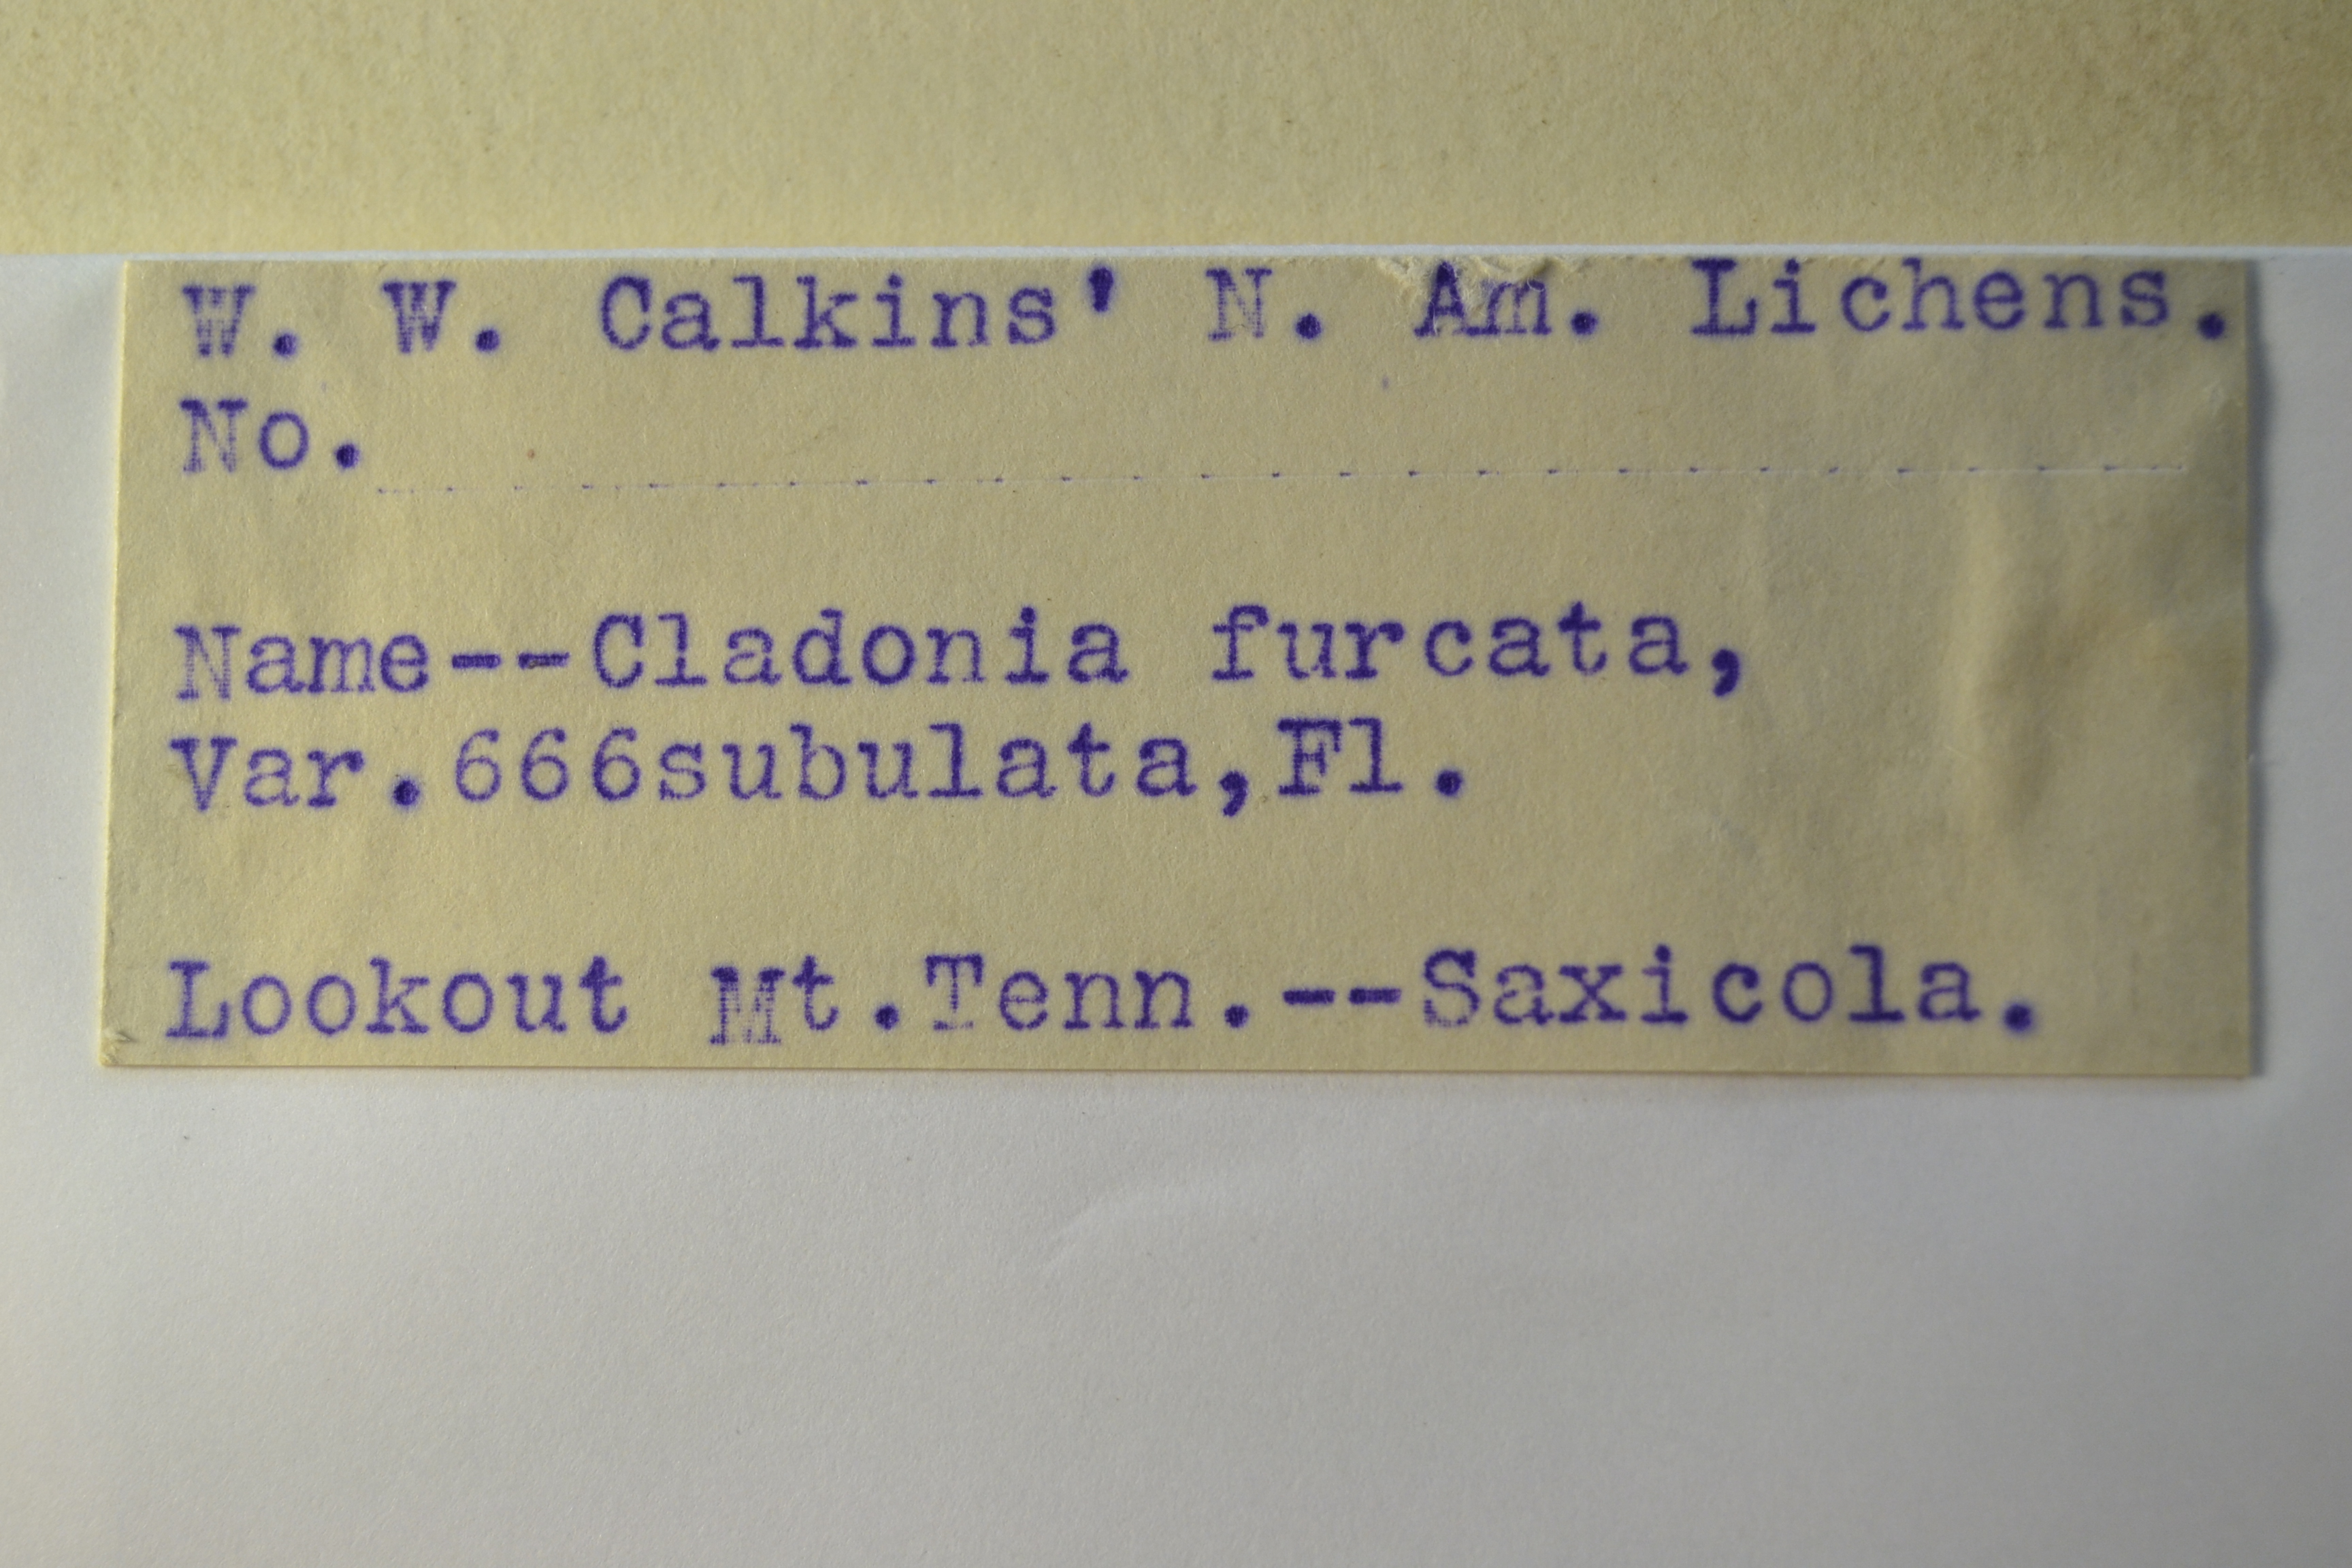 W. W. Calkins' N. Am. Lichens.
No.
Name--Cladonia furcata,
Var.666subulata,Fl.
Lookout Mt.Tenn.--Saxicola.